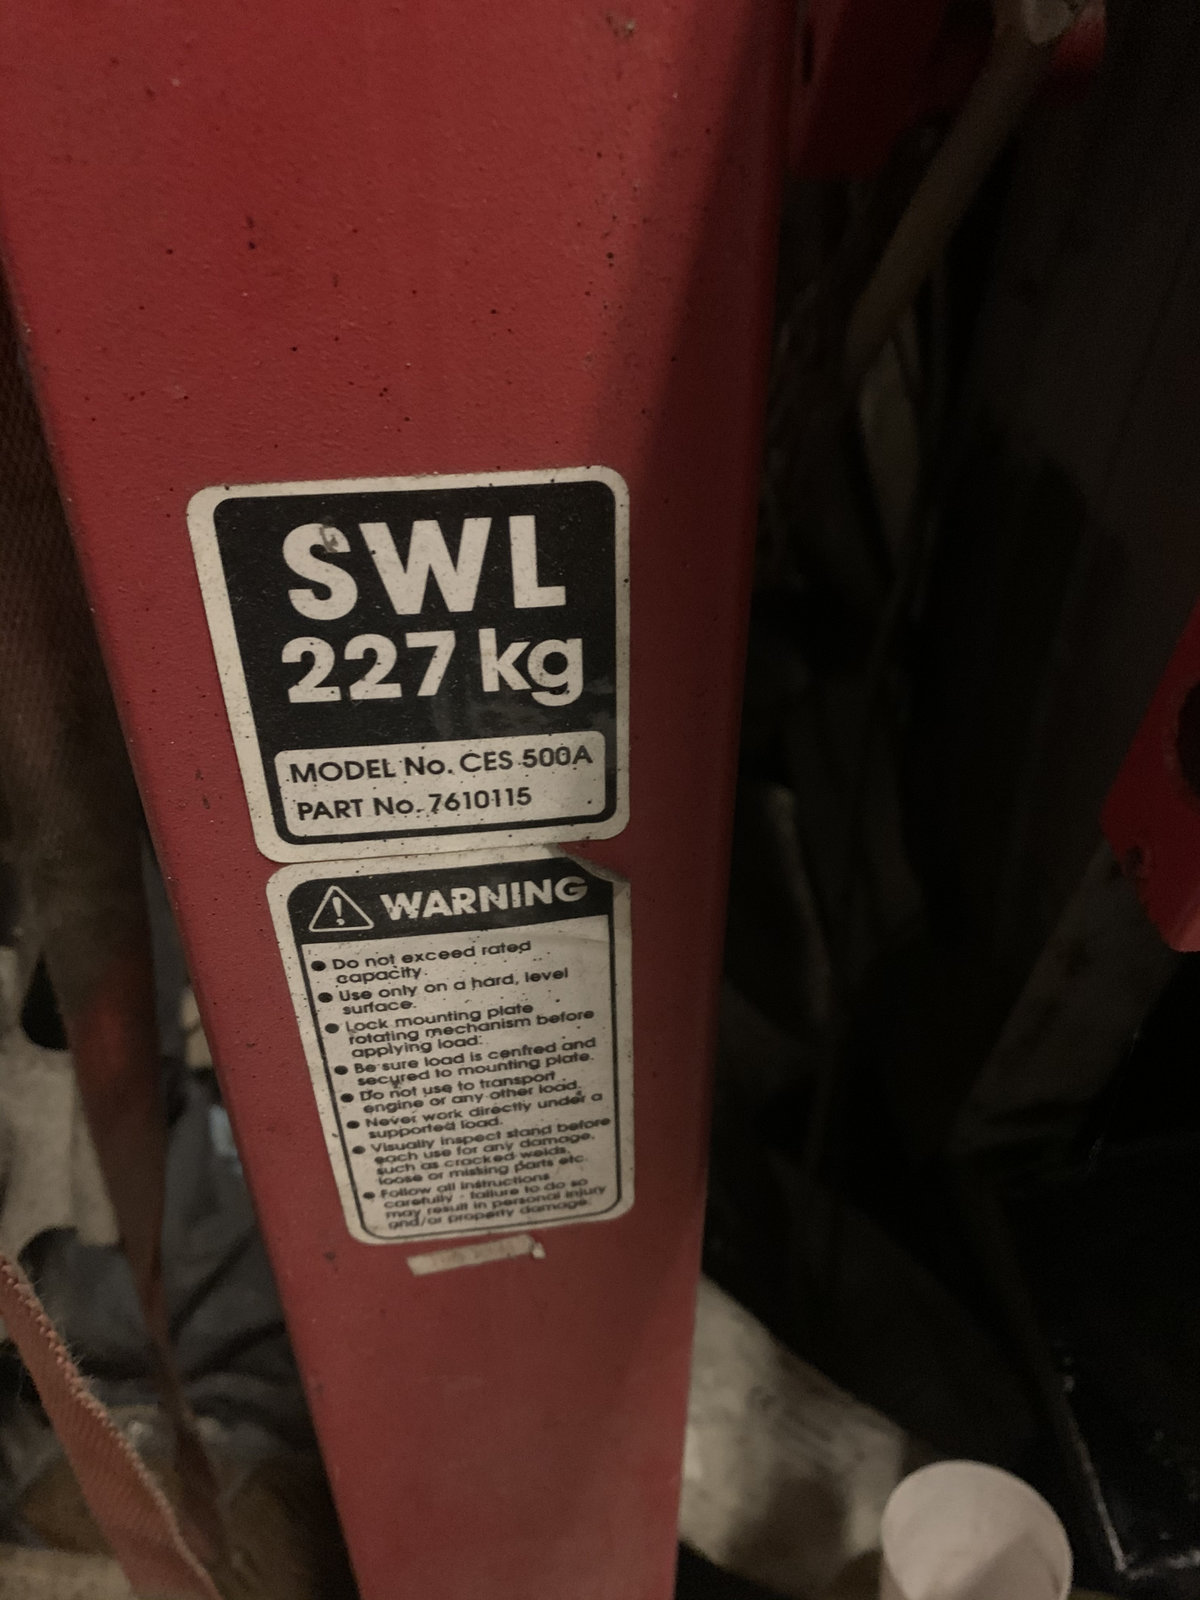 SWL
227 kg
MODEL No. CES 500A
PART No. 7610115
WARNING
● Do not exceed rated
capacity.
● Use only on a hard, level
surface.
● Lock mounting plate
rotating mechanism before
applying load.
● Be sure load is centred and
secured to mounting plate.
● Do not use to transport
engine or any other load.
● Never work directly under a
supported load.
● Visually inspect stand before
each use for any damage,
such as cracked welds,
loose or missing parts etc.
● Follow all instructions
carefully - failure to do so
may result in personal injury
and/or property damage.